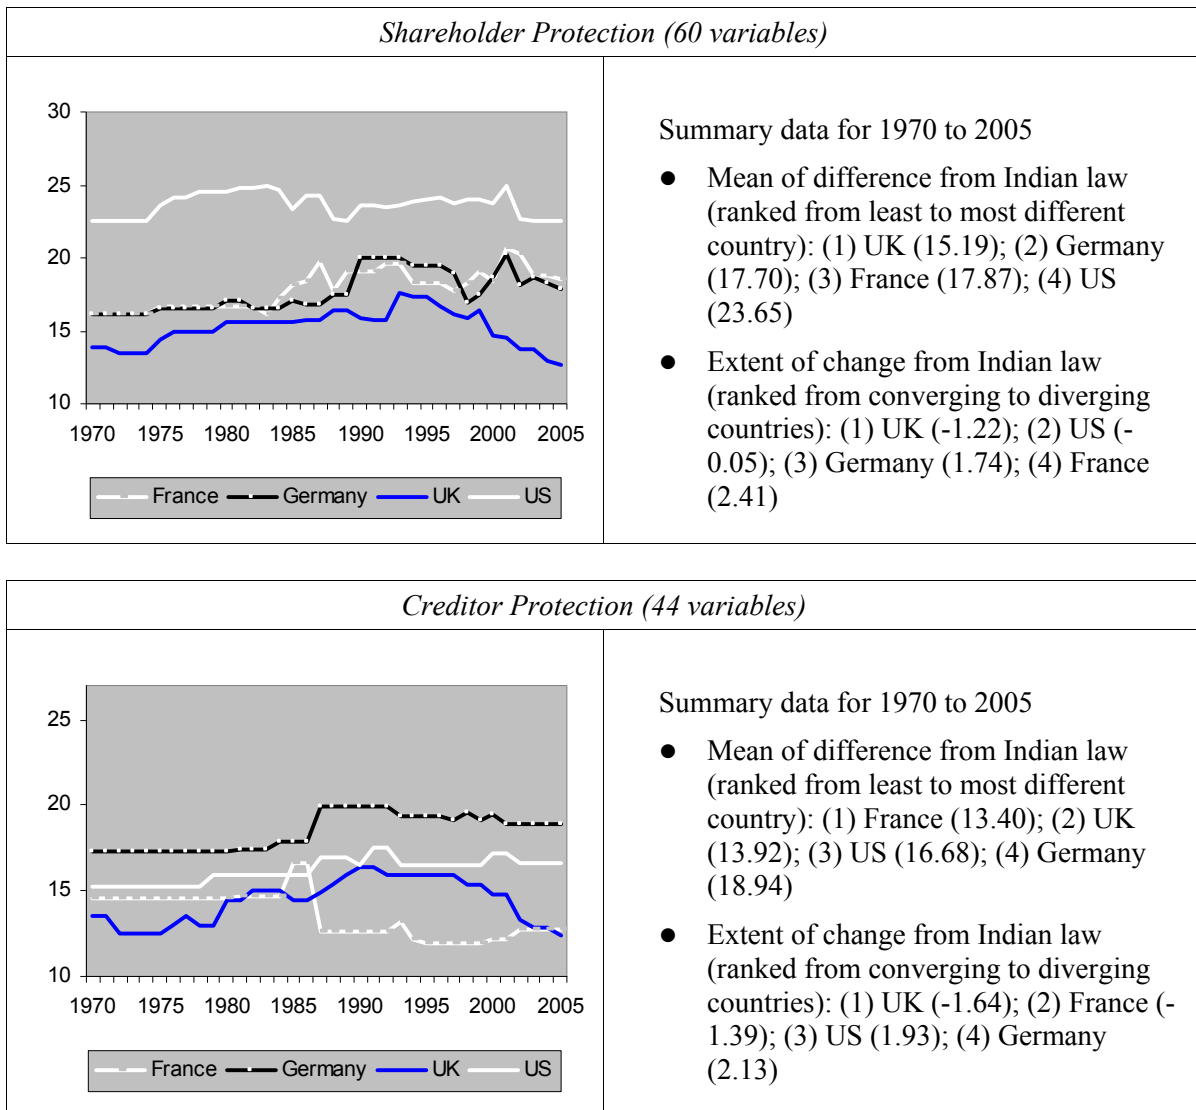 Shareholder Protection (60 variables)
30
25
20
15
10
1970 1975 1980 1985 1990 1995 2000 2005
France Germany UK US
Summary data for 1970 to 2005
● Mean of difference from Indian law
(ranked from least to most different
country): (1) UK (15.19); (2) Germany
(17.70); (3) France (17.87); (4) US
(23.65)
● Extent of change from Indian law
(ranked from converging to diverging
countries): (1) UK (-1.22); (2) US (-
0.05); (3) Germany (1.74); (4) France
(2.41)
Creditor Protection (44 variables)
25
20
15
10
1970 1975 1980 1985 1990 1995 2000 2005
France Germany UK US
Summary data for 1970 to 2005
● Mean of difference from Indian law
(ranked from least to most different
country): (1) France (13.40); (2) UK
(13.92); (3) US (16.68); (4) Germany
(18.94)
● Extent of change from Indian law
(ranked from converging to diverging
countries): (1) UK (-1.64); (2) France (-
1.39); (3) US (1.93); (4) Germany
(2.13)